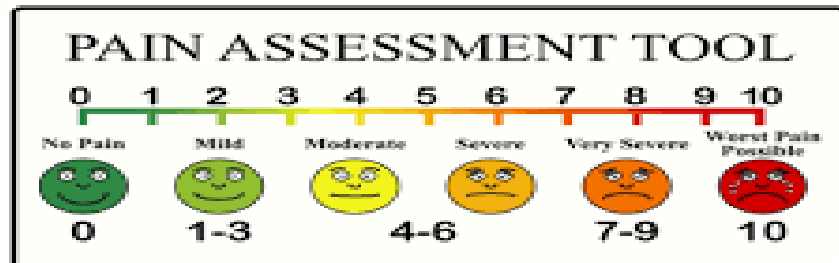 PAIN ASSESSMENT TOOL
0 1 2 3 4 5 6 7 8 9 10
No Pain Mild Moderate Severe Very Severe Worst Pain Possible
0 1-3 4-6 7-9 10